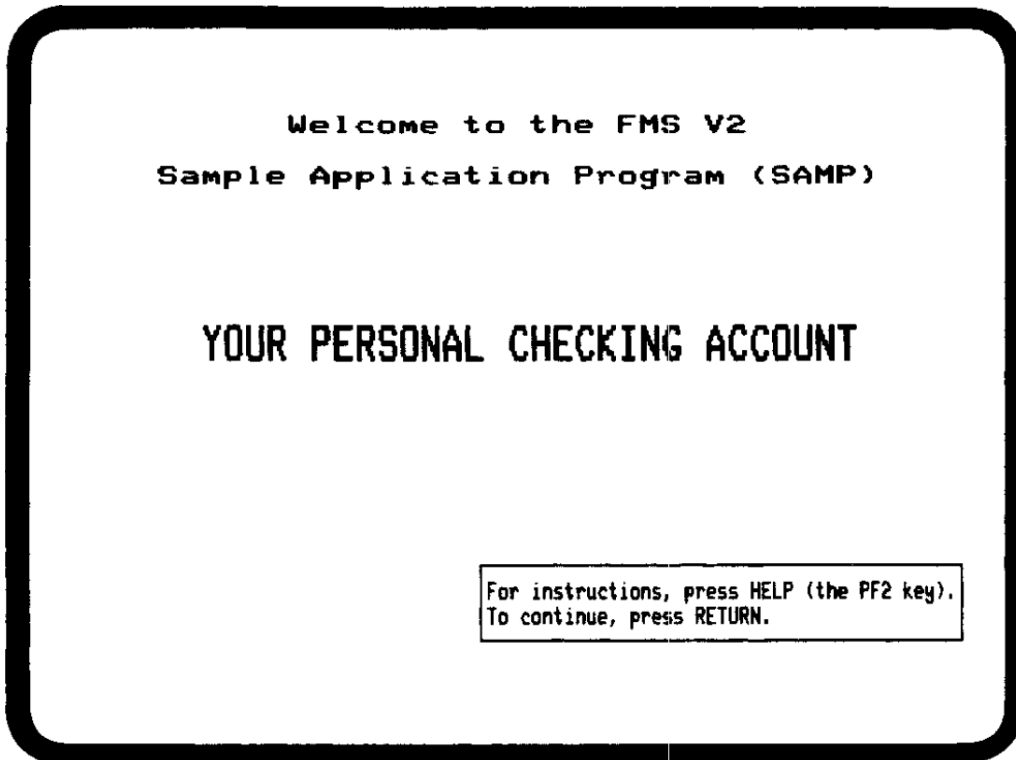 Welcome to the FMS V2
Sample Application Program (SAMP)
YOUR PERSONAL CHECKING ACCOUNT
For instructions, press HELP (the PF2 key).
To continue, press RETURN.